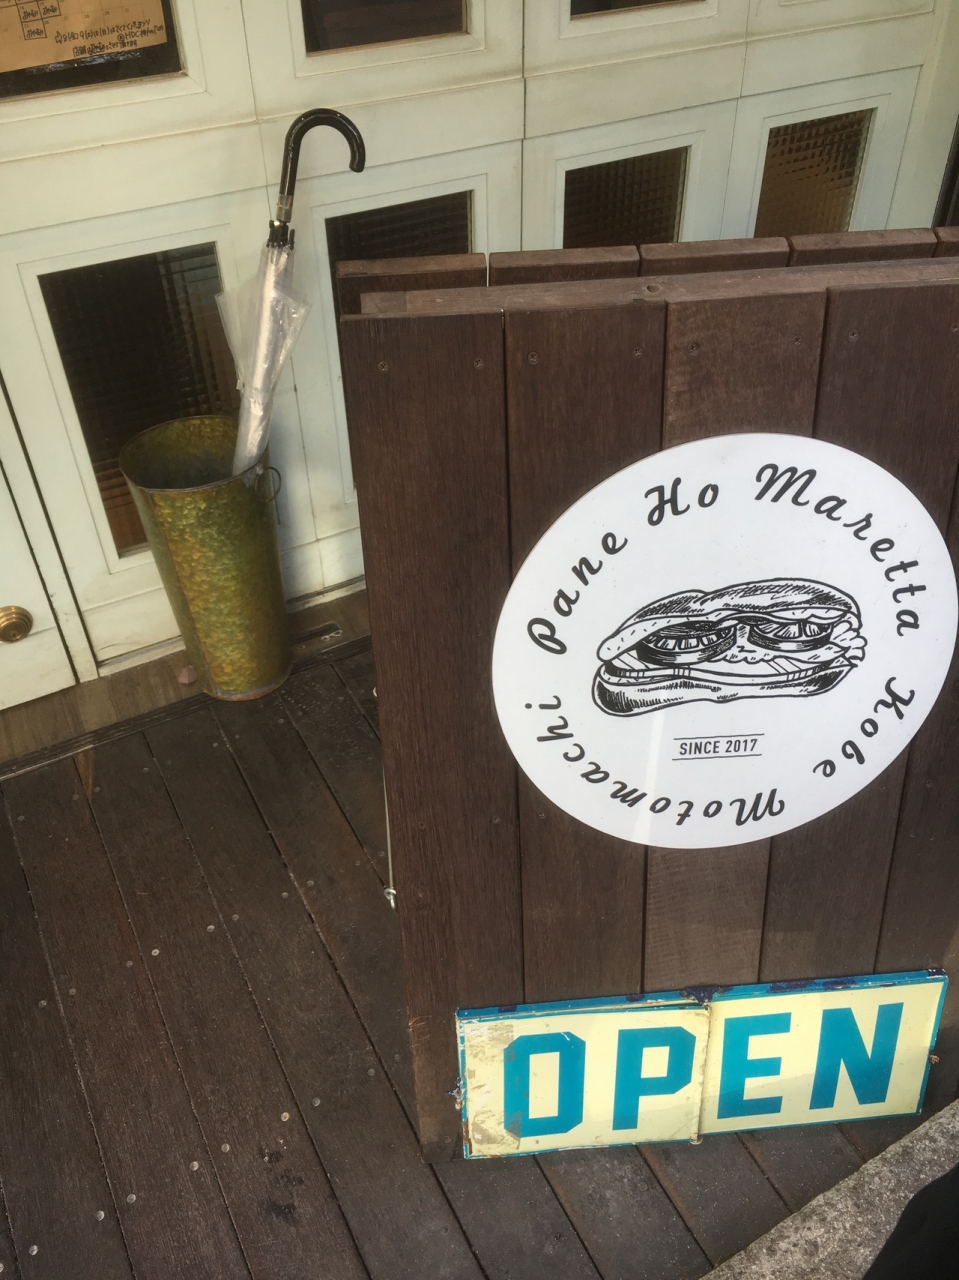 Pane Ho Maretta
Kobe
Motomachi
SINCE 2017
OPEN